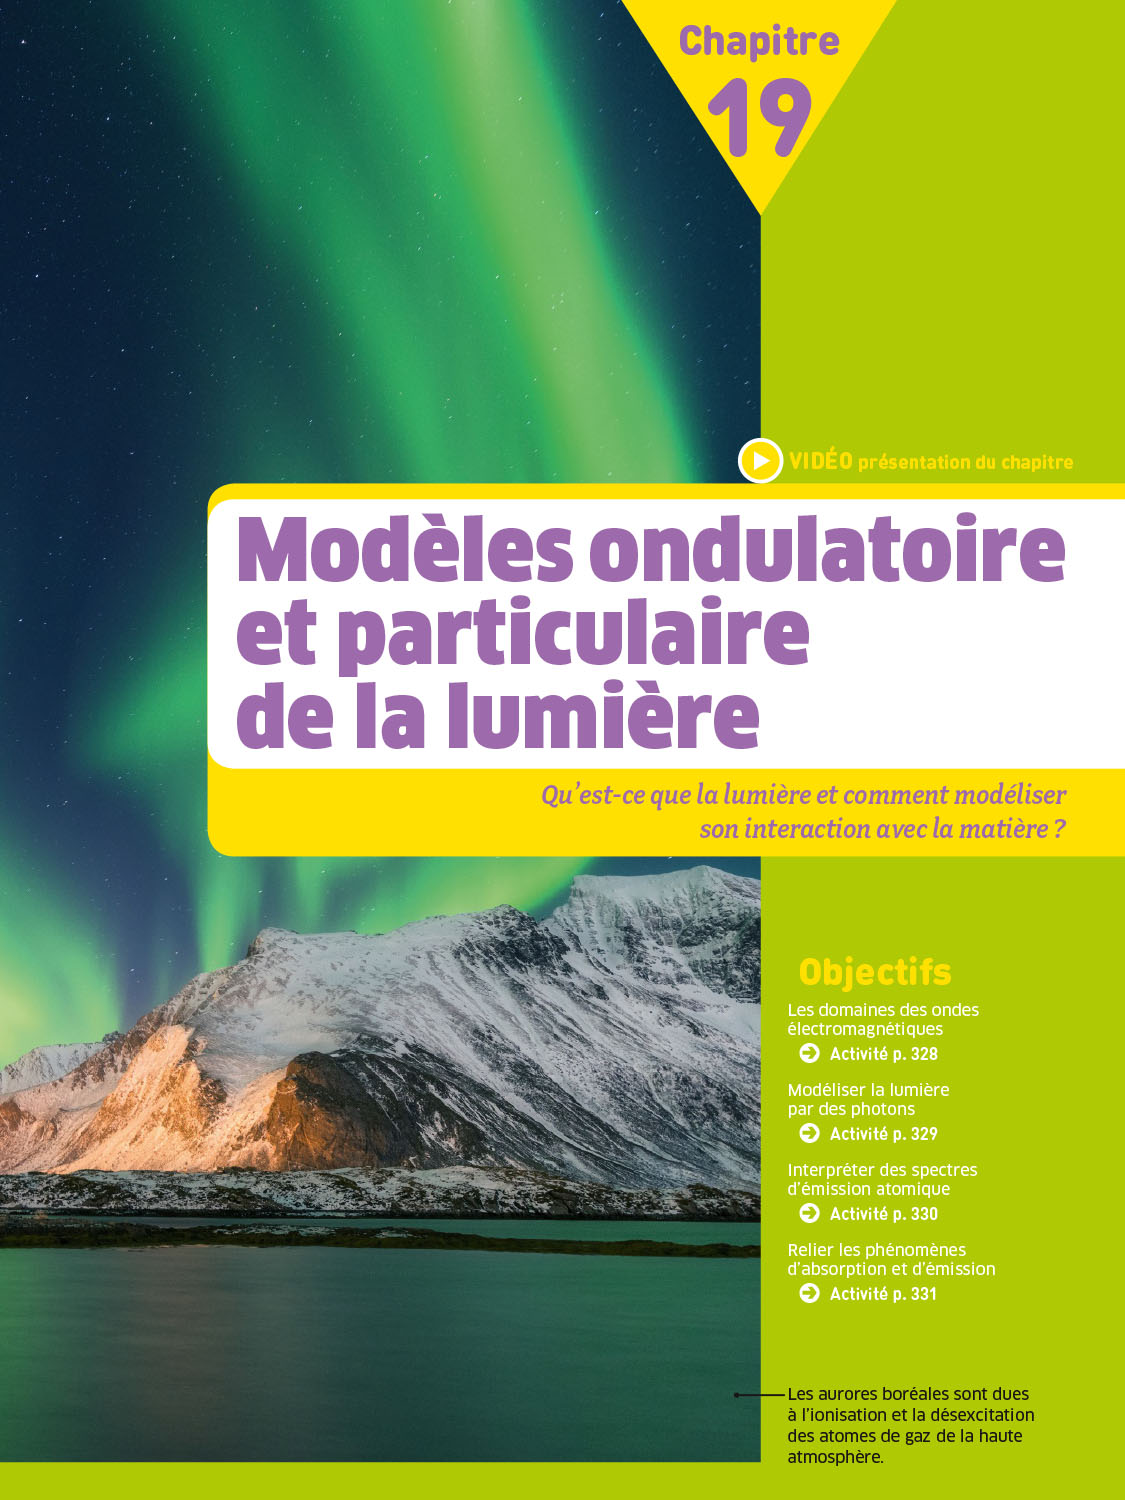 Chapitre
19
VIDÉO présentation du chapitre
Modèles ondulatoire
et particulaire
de la lumière
Qu'est-ce que la lumière et comment modéliser
son interaction avec la matière ?
Objectifs
Les domaines des ondes
électromagnétiques
Activité p. 328
Modéliser la lumière
par des photons
Activité p. 329
Interpréter des spectres
d'émission atomique
Activité p. 330
Relier les phénomènes
d'absorption et d'émission
Activité p. 331
Les aurores boréales sont dues
à l'ionisation et la désexcitation
des atomes de gaz de la haute
atmosphère.